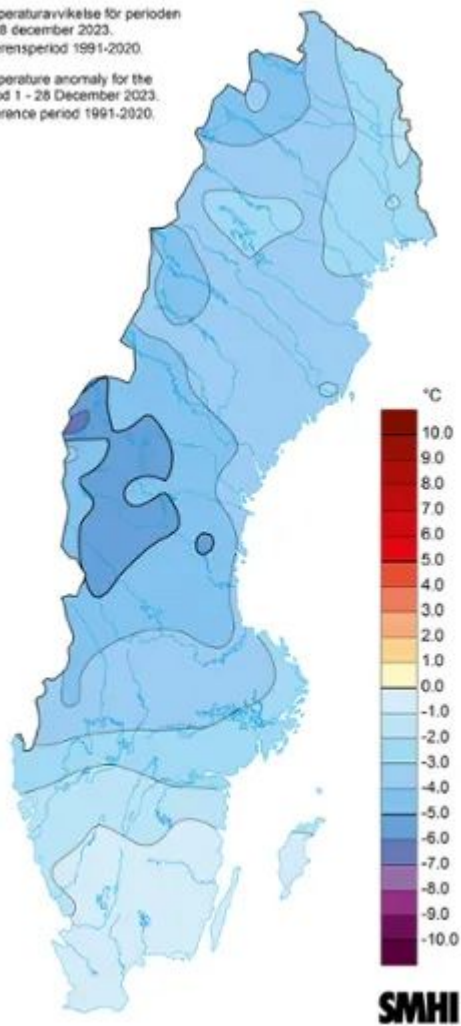 peraturavvikelse för perioden
8 december 2023.
erensperiod 1991-2020.
perature anomaly for the
d 1 - 28 December 2023.
erence period 1991-2020.
°C
10.0
9.0
8.0
7.0
6.0
5.0
4.0
3.0
2.0
1.0
0.0
-1.0
-2.0
-3.0
-4.0
-5.0
-6.0
-7.0
-8.0
-9.0
-10.0
SMHI